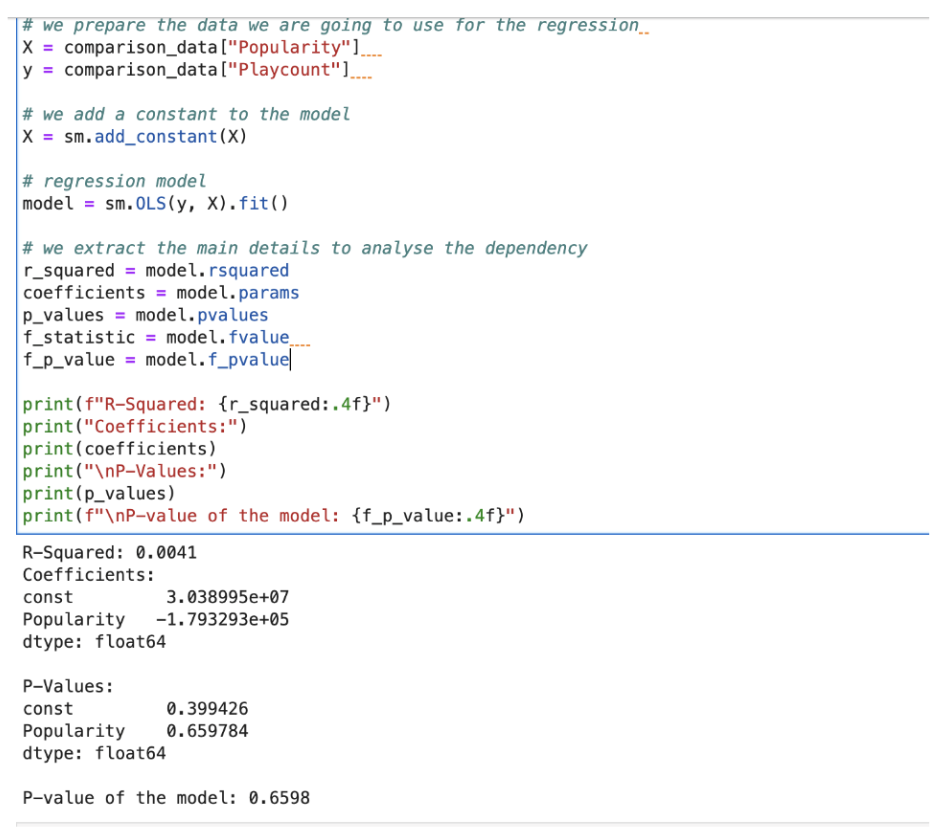 # we prepare the data we are going to use for the regression
X = comparison_data["Popularity"]
y = comparison_data["Playcount"]
# we add a constant to the model
X = sm.add_constant(X)
# regression model
model = sm.OLS(y, X).fit()
# we extract the main details to analyse the dependency
r_squared = model.rsquared
coefficients = model.params
p_values = model.pvalues
f_statistic = model.fvalue
f_p_value = model.f_pvalue
print(f"R-Squared: {r_squared:.4f}")
print("Coefficients:")
print(coefficients)
print("\nP-Values:")
print(p_values)
print(f"\nP-value of the model: {f_p_value:.4f}")
R-Squared: 0.0041
Coefficients:
const 3.038995e+07
Popularity -1.793293e+05
dtype: float64
P-Values:
const 0.399426
Popularity 0.659784
dtype: float64
P-value of the model: 0.6598